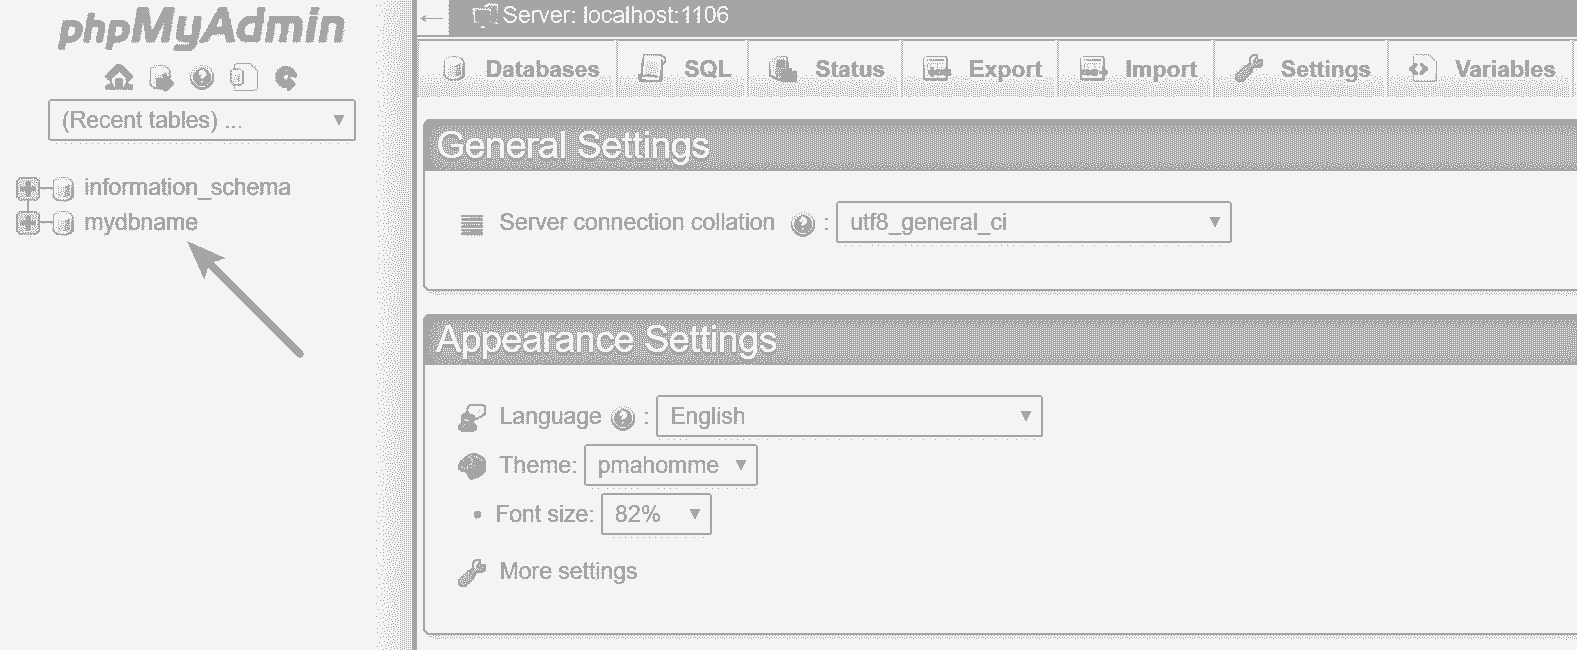 phpMyAdmin
(Recent tables) ...
information_schema
mydbname
Server: localhost:1106
Databases SQL Status Export Import Settings Variables
General Settings
Server connection collation : utf8_general_ci
Appearance Settings
Language : English
Theme: pmahomme
Font size: 82%
More settings